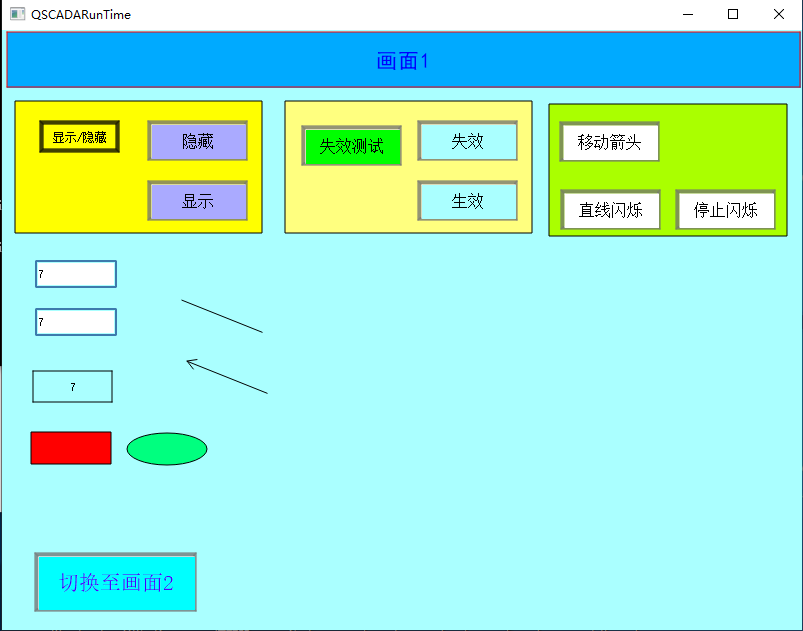 QSCADARunTime
画面1
显示/隐藏
隐藏
显示
失效测试
失效
生效
移动箭头
直线闪烁
停止闪烁
7
7
7
切换至画面2